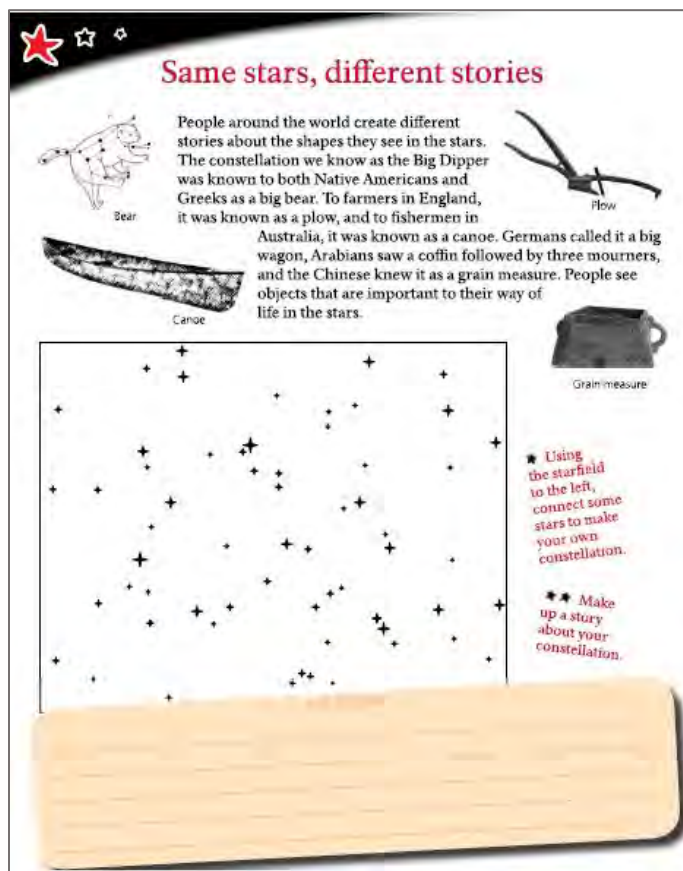 Same stars, different stories
People around the world create different
stories about the shapes they see in the stars.
The constellation we know as the Big Dipper
was known to both Native Americans and
Greeks as a big bear. To farmers in England,
it was known as a plow, and to fishermen in
Australia, it was known as a canoe. Germans called it a big
wagon, Arabians saw a coffin followed by three mourners,
and the Chinese knew it as a grain measure. People see
objects that are important to their way of
life in the stars.
Bear
Plow
Canoe
Grain measure
Using
the starfield
to the left,
connect some
stars to make
your own
constellation.
Make
up a story
about your
constellation.